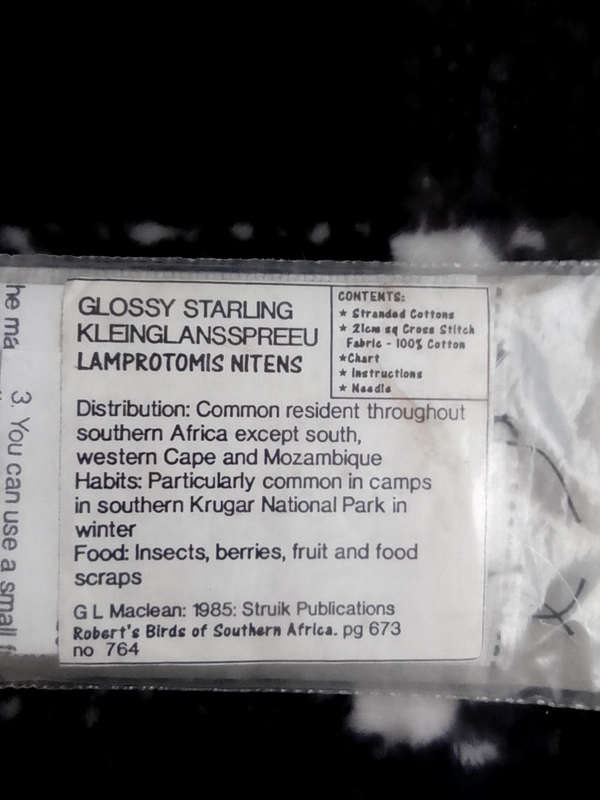 GLOSSY STARLING
KLEINGLANSSPREEU
LAMPROTOMIS NITENS
CONTENTS:
★ Stranded Cottons
★ 21cm sq Cross Stitch
Fabric - 100% Cotton
★Chart
★ Instructions
★ Needle
Distribution: Common resident throughout
southern Africa except south,
western Cape and Mozambique
Habits: Particularly common in camps
in southern Krugar National Park in
winter
Food: Insects, berries, fruit and food
scraps
G L Maclean: 1985: Struik Publications
Robert's Birds of Southern Africa. pg 673
no 764
he ma
3. You can use a small f